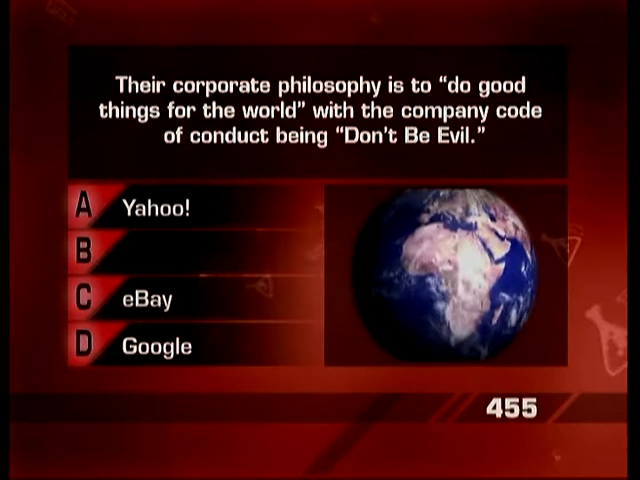 Their corporate philosophy is to “do good
things for the world” with the company code
of conduct being “Don’t Be Evil.”
A Yahoo!
B
C eBay
D Google
455